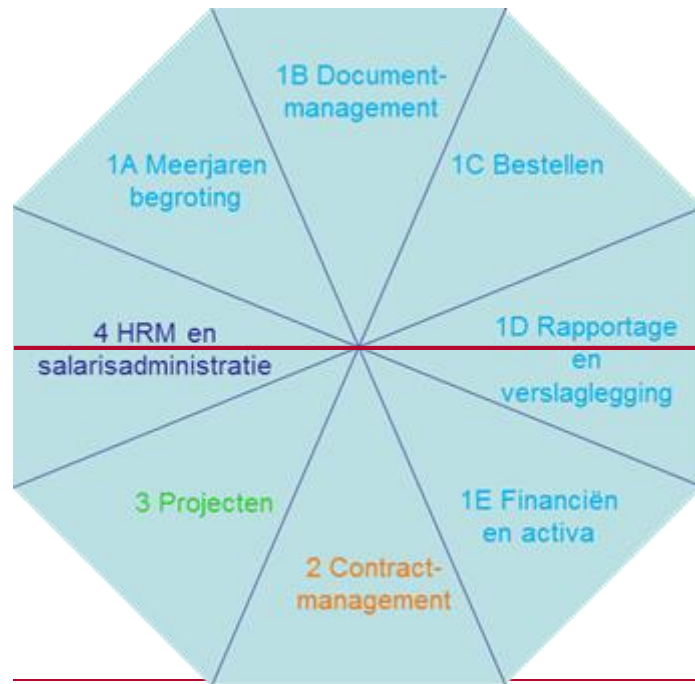 1B Document-
management
1A Meerjaren
begroting
1C Bestellen
4 HRM en
salarisadministratie
1D Rapportage
en
verslaglegging
3 Projecten
1E Financiën
en activa
2 Contract-
management